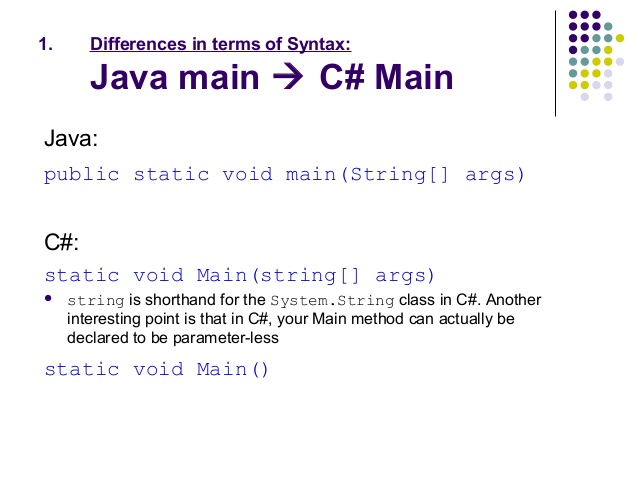 1. Differences in terms of Syntax:
Java main → C# Main
Java:
public static void main(String[] args)
C#:
static void Main(string[] args)
• string is shorthand for the System.String class in C#. Another
interesting point is that in C#, your Main method can actually be
declared to be parameter-less
static void Main()